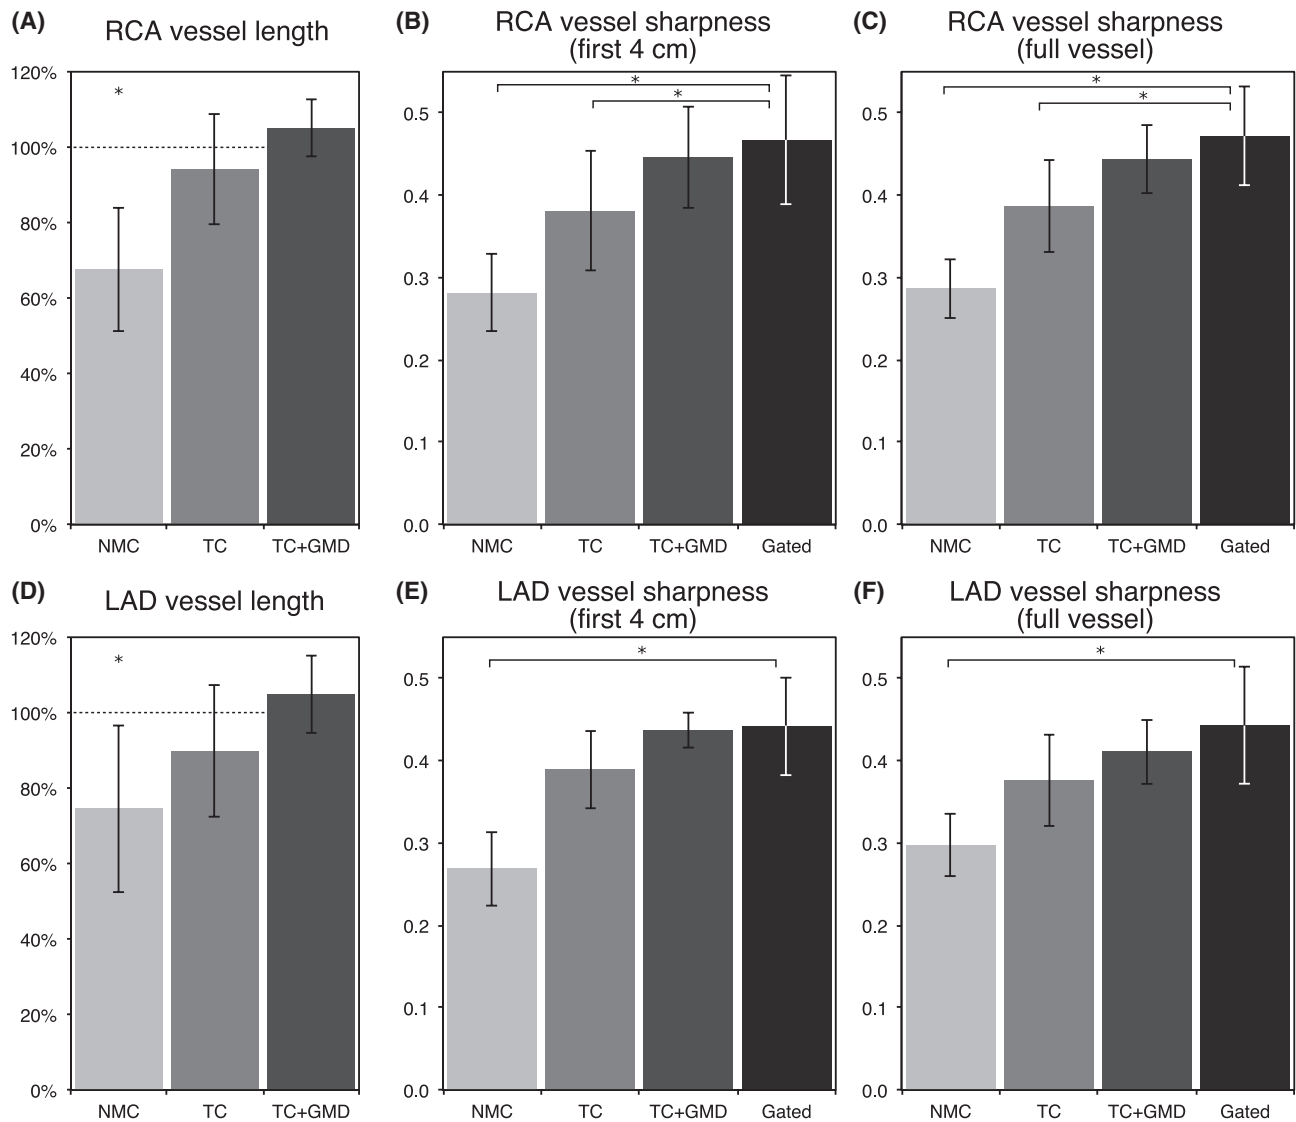 (A) RCA vessel length
120%
*
100%
80%
60%
40%
20%
0%
NMC TC TC+GMD
(B) RCA vessel sharpness
(first 4 cm)
*
*
0.5
0.4
0.3
0.2
0.1
0.0
NMC TC TC+GMD Gated
(C) RCA vessel sharpness
(full vessel)
*
*
0.5
0.4
0.3
0.2
0.1
0.0
NMC TC TC+GMD Gated
(D) LAD vessel length
120%
*
100%
80%
60%
40%
20%
0%
NMC TC TC+GMD
(E) LAD vessel sharpness
(first 4 cm)
*
0.5
0.4
0.3
0.2
0.1
0.0
NMC TC TC+GMD Gated
(F) LAD vessel sharpness
(full vessel)
*
0.5
0.4
0.3
0.2
0.1
0.0
NMC TC TC+GMD Gated